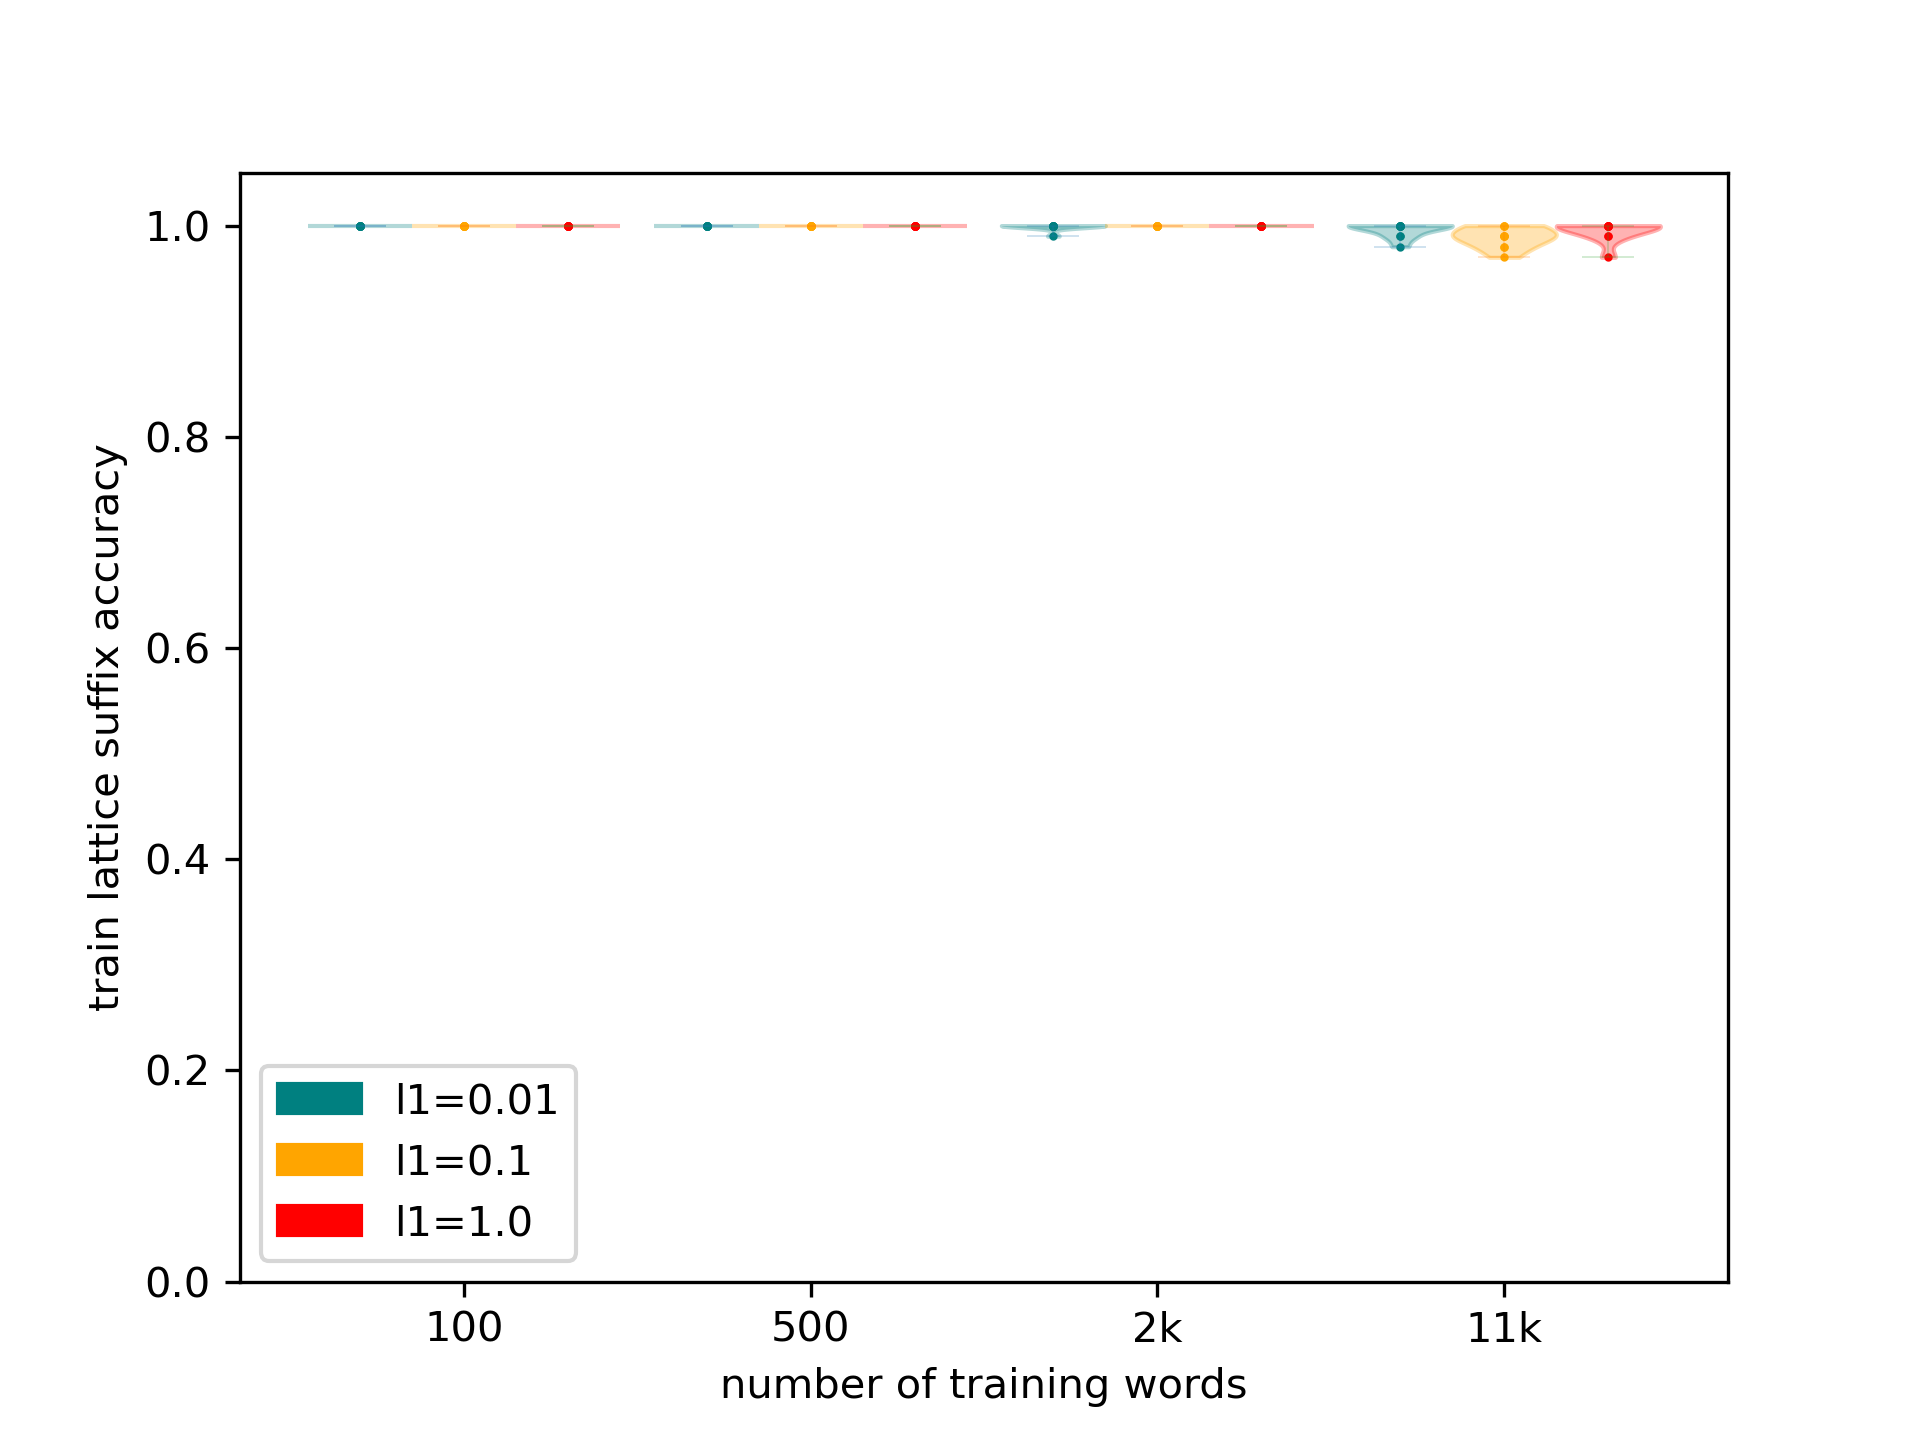 1.0
0.8
0.6
0.4
0.2
0.0
train lattice suffix accuracy
l1=0.01
l1=0.1
l1=1.0
100 500 2k 11k
number of training words